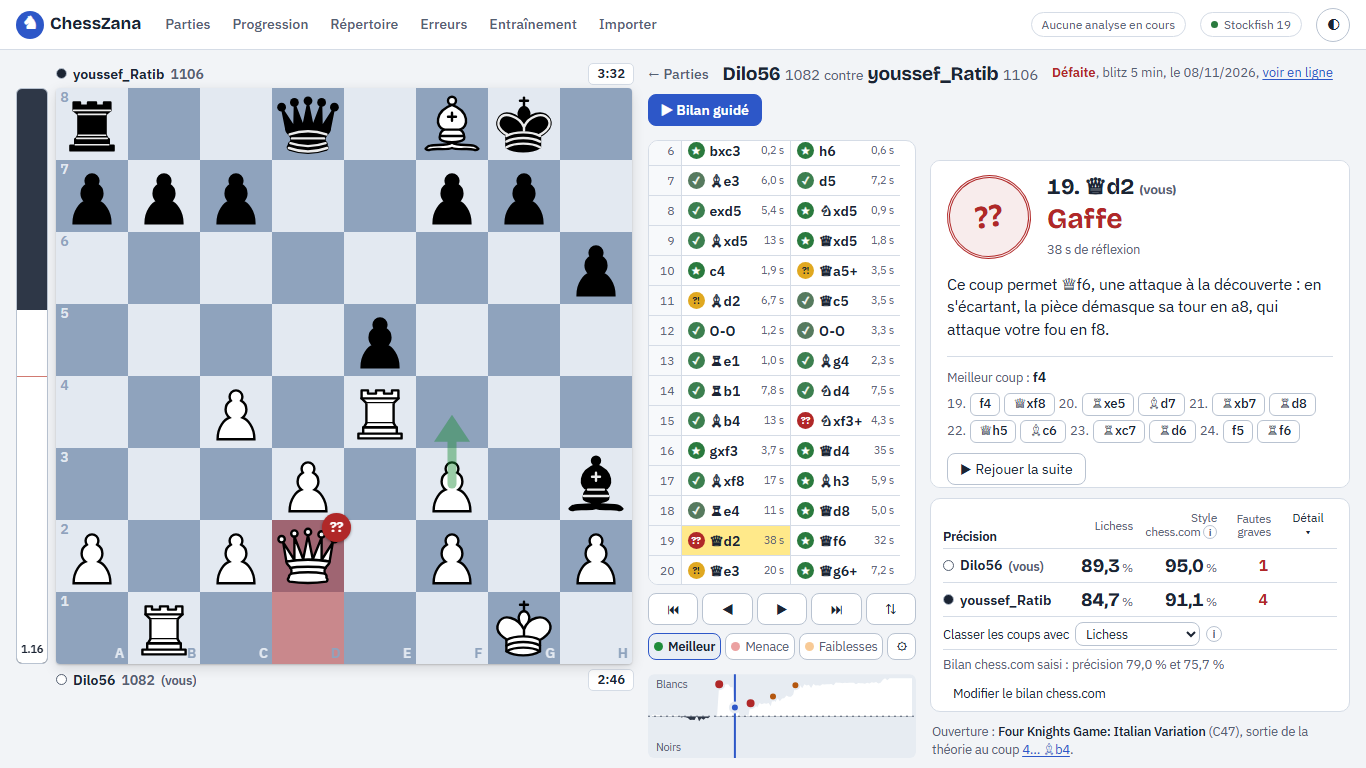 ChessZana Parties Progression Répertoire Erreurs Entraînement Importer Aucune analyse en cours Stockfish 19
youssef_Ratib 1106 3:32
← Parties Dilo56 1082 contre youssef_Ratib 1106 Défaite, blitz 5 min, le 08/11/2026, voir en ligne
▶ Bilan guidé
8
7
6
5
4
3
2
1
A B C D E F G H
??
1.16
Dilo56 1082 (vous) 2:46
6 bxc3 0,2 s h6 0,6 s
7 ♝e3 6,0 s d5 7,2 s
8 exd5 5,4 s ♘xd5 0,9 s
9 ♝xd5 13 s ♛xd5 1,8 s
10 c4 1,9 s ?! ♛a5+ 3,5 s
11 ?! ♝d2 6,7 s ♛c5 3,5 s
12 O-O 1,2 s O-O 3,3 s
13 ♜e1 1,0 s ♝g4 2,3 s
14 ♜b1 7,8 s ♘d4 7,5 s
15 ♝b4 13 s ?? ♘xf3+ 4,3 s
16 gxf3 3,7 s ♛d4 35 s
17 ♝xf8 17 s ♝h3 5,9 s
18 ♜e4 11 s ♛d8 5,0 s
19 ?? ♛d2 38 s ♛f6 32 s
20 ?! ♛e3 20 s ♛g6+ 7,2 s
⏮ ◀ ▶ ⏭ ⇅
Meilleur Menace Faiblesses ⚙
Blancs
Noirs
??
19. ♛d2 (vous)
Gaffe
38 s de réflexion
Ce coup permet ♕f6, une attaque à la découverte : en
s'écartant, la pièce démasque sa tour en a8, qui
attaque votre fou en f8.
Meilleur coup : f4
19. f4 ♕xf8 20. ♖xe5 ♗d7 21. ♖xb7 ♖d8
22. ♕h5 ♗c6 23. ♖xc7 ♖d6 24. f5 ♖f6
▶ Rejouer la suite
Précision Lichess Style chess.com i Fautes graves Détail
Dilo56 (vous) 89,3 % 95,0 % 1
youssef_Ratib 84,7 % 91,1 % 4
Classer les coups avec Lichess i
Bilan chess.com saisi : précision 79,0 % et 75,7 %
Modifier le bilan chess.com
Ouverture : Four Knights Game: Italian Variation (C47), sortie de la
théorie au coup 4… ♗b4.